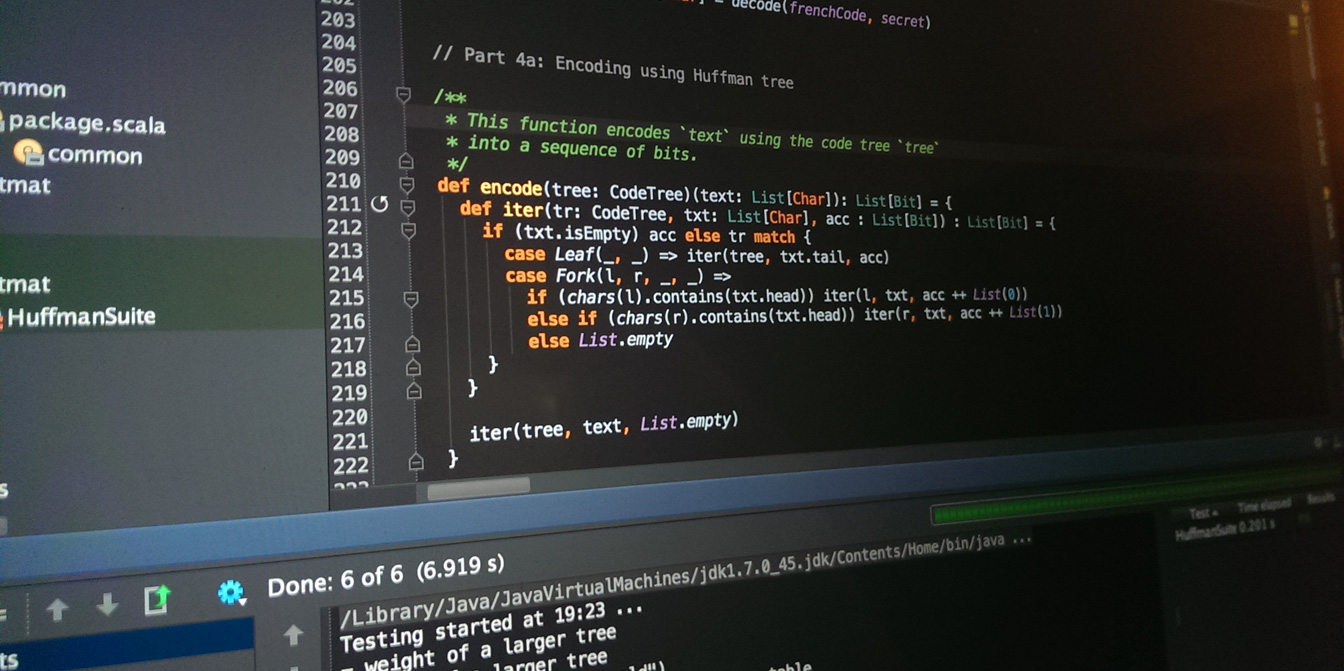 mmon
package.scala
common
tmat
tmat
HuffmanSuite
s
203
204
205
206
207
208
209
210
211
212
213
214
215
216
217
218
219
220
221
222
decode(frenchCode, secret)
// Part 4a: Encoding using Huffman tree
/**
* This function encodes `text` using the code tree `tree`
* into a sequence of bits.
*/
def encode(tree: CodeTree)(text: List[Char]): List[Bit] = {
def iter(tr: CodeTree, txt: List[Char], acc : List[Bit]) : List[Bit] = {
if (txt.isEmpty) acc else tr match {
case Leaf(_, _) => iter(tree, txt.tail, acc)
case Fork(l, r, _, _) =>
if (chars(l).contains(txt.head)) iter(l, txt, acc ++ List(0))
else if (chars(r).contains(txt.head)) iter(r, txt, acc ++ List(1))
else List.empty
}
}
iter(tree, text, List.empty)
}
Test Time elapsed Results
HuffmanSuite 0.201 s
Done: 6 of 6 (6.919 s)
/Library/Java/JavaVirtualMachines/jdk1.7.0_45.jdk/Contents/Home/bin/java ...
Testing started at 19:23 ...
- weight of a larger tree
larger tree
ts